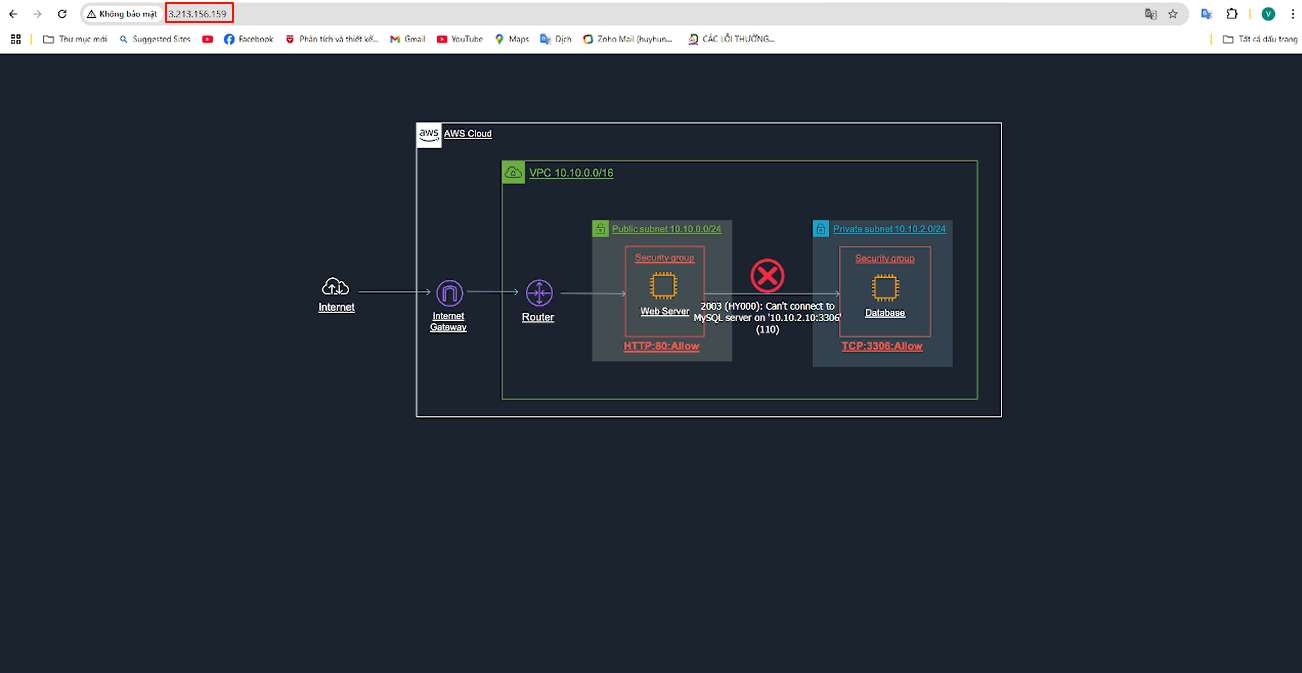 Không bảo mật 3.213.156.159
Thư mục mới Suggested Sites Facebook Phân tích và thiết kế... Gmail YouTube Maps Dịch Zoho Mail (huyhun... CÁC LỖI THƯỜNG... Tất cả dấu trang
V
aws AWS Cloud
VPC 10.10.0.0/16
Public subnet 10.10.0.0/24
Private subnet 10.10.2.0/24
Security group
Security group
Internet
Internet
Gateway
Router
Web Server
2003 (HY000): Can't connect to
MySQL server on '10.10.2.10:3306'
(110)
Database
HTTP:80:Allow
TCP:3306:Allow